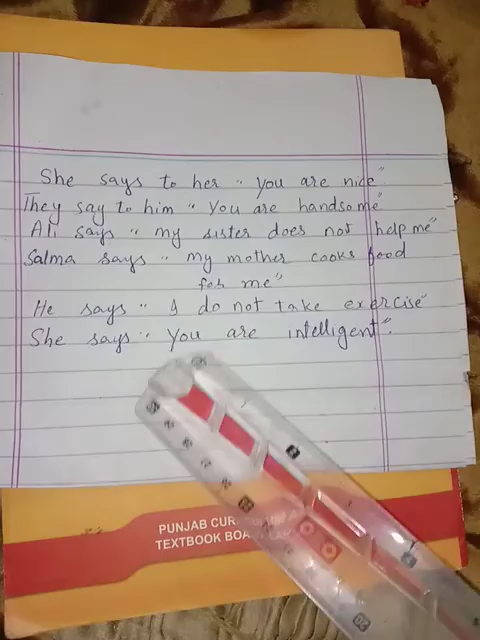 She says to her " you are nice"
They say to him " you are handsome"
Ali says " my sister does not help me"
Salma says " my mother cooks food
for me"
He says " I do not take exercise"
She says " you are intelligent".
PUNJAB
TEXTBOOK